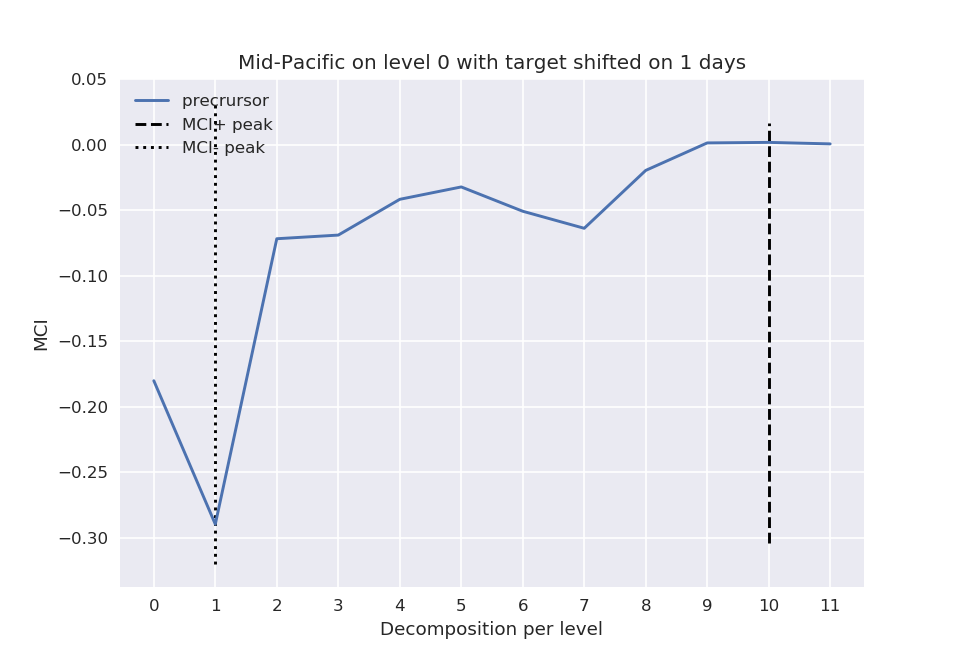 Mid-Pacific on level 0 with target shifted on 1 days
0.05
precrursor
MCI+ peak
MCI- peak
0.00
−0.05
−0.10
−0.15
MCI
−0.20
−0.25
−0.30
0 1 2 3 4 5 6 7 8 9 10 11
Decomposition per level